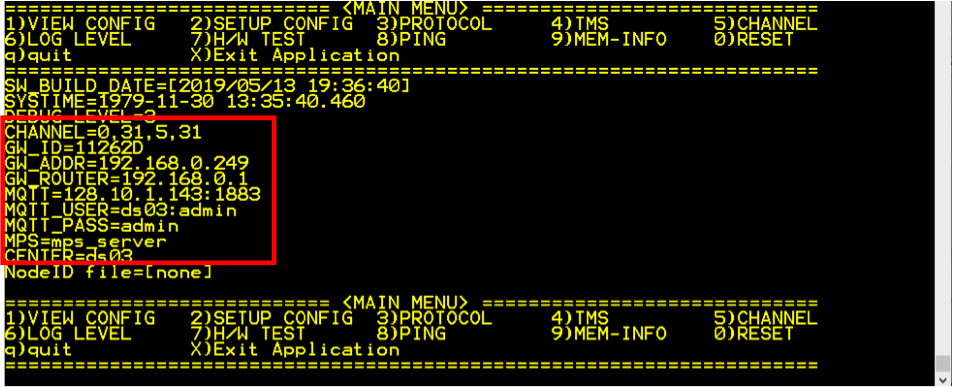 ============================ <MAIN MENU> =============================
1)VIEW CONFIG 2)SETUP CONFIG 3)PROTOCOL 4)TMS 5)CHANNEL
6)LOG LEVEL 7)H/W TEST 8)PING 9)MEM-INFO 0)RESET
q)quit X)Exit Application
======================================================================
SW_BUILD_DATE=[2019/05/13 19:36:40]
SYSTIME=1979-11-30 13:35:40.460
DEBUG LEVEL=3
CHANNEL=0,31,5,31
GW_ID=11262D
GW_ADDR=192.168.0.249
GW_ROUTER=192.168.0.1
MQTT=128.10.1.143:1883
MQTT_USER=ds03:admin
MQTT_PASS=admin
MPS=mps_server
CENTER=ds03
NodeID file=[none]
============================ <MAIN MENU> =============================
1)VIEW CONFIG 2)SETUP CONFIG 3)PROTOCOL 4)TMS 5)CHANNEL
6)LOG LEVEL 7)H/W TEST 8)PING 9)MEM-INFO 0)RESET
q)quit X)Exit Application
======================================================================